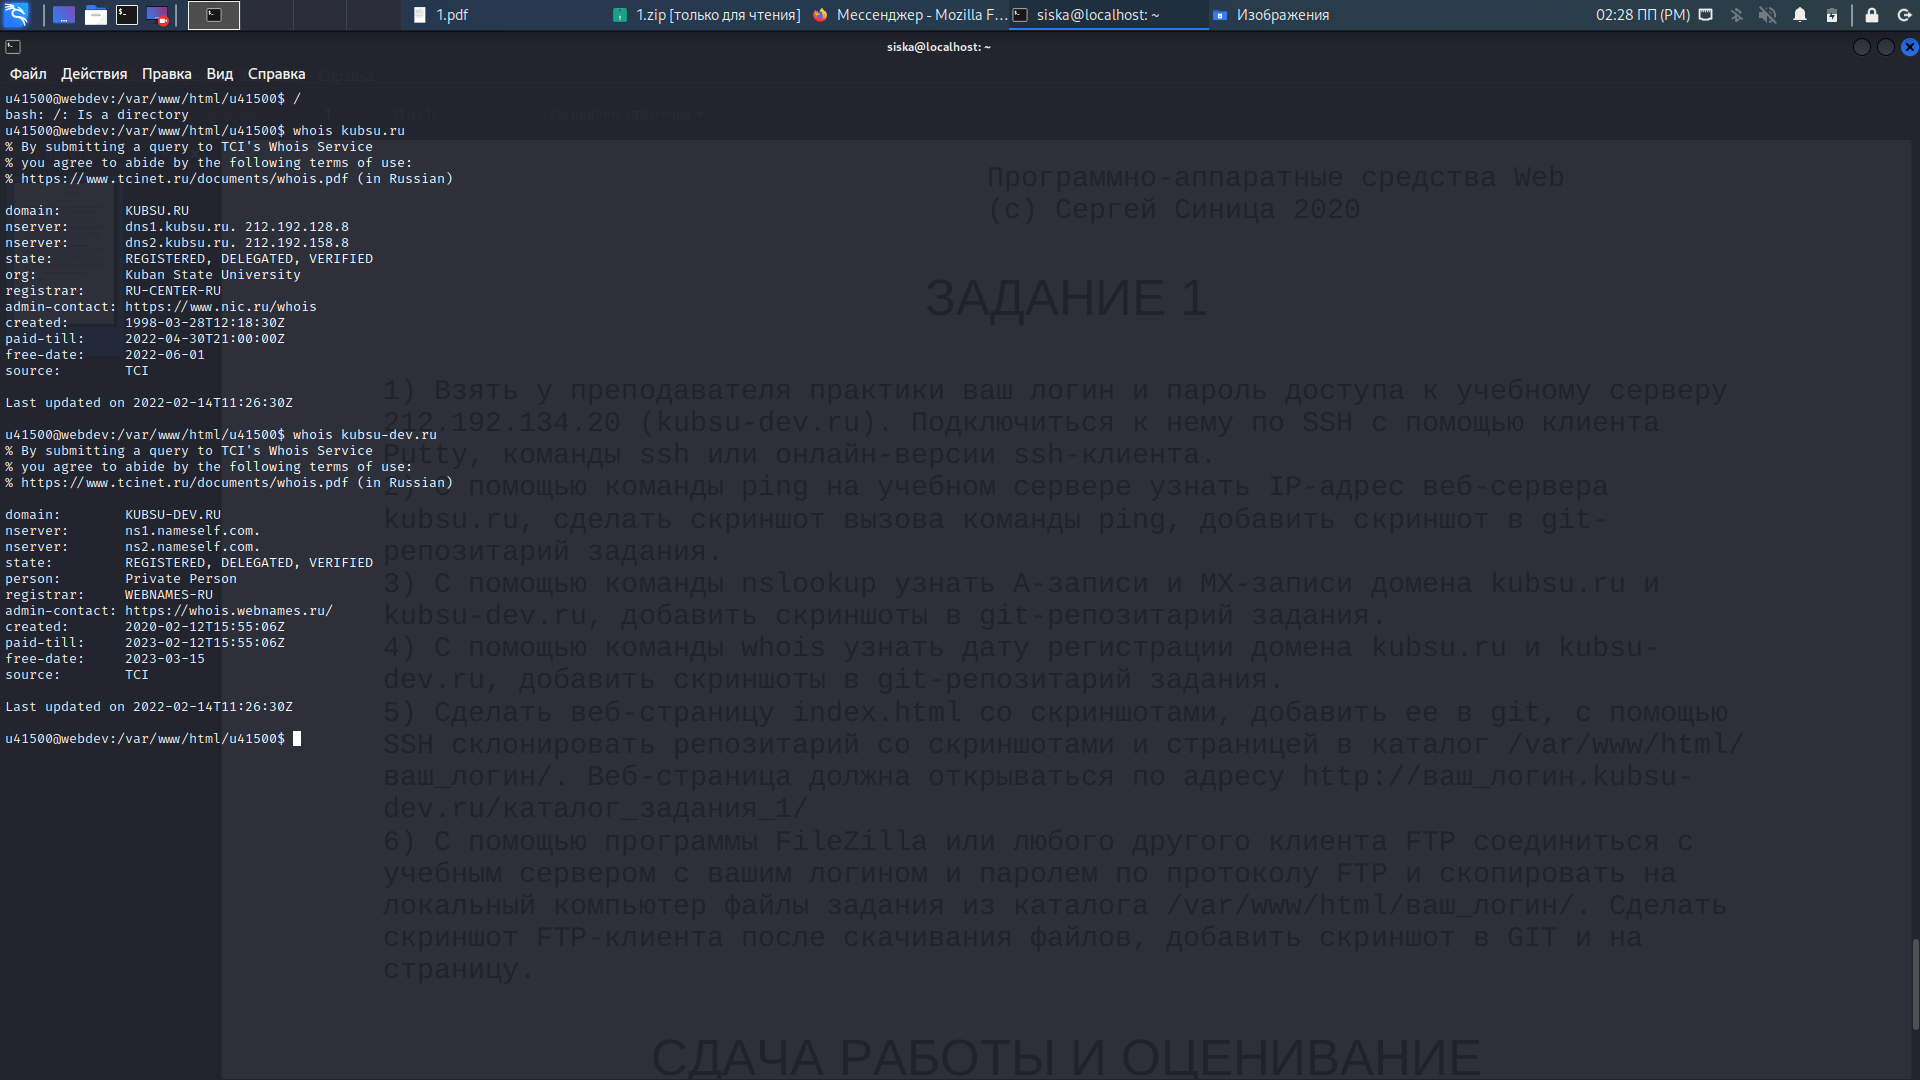 1.pdf
1.zip [только для чтения]
Мессенджер - Mozilla F...
siska@localhost: ~
Изображения
02:28 ПП (PM)
siska@localhost: ~
Файл Действия Правка Вид Справка
u41500@webdev:/var/www/html/u41500$ /
bash: /: Is a directory
u41500@webdev:/var/www/html/u41500$ whois kubsu.ru
% By submitting a query to TCI's Whois Service
% you agree to abide by the following terms of use:
% https://www.tcinet.ru/documents/whois.pdf (in Russian)
domain: KUBSU.RU
nserver: dns1.kubsu.ru. 212.192.128.8
nserver: dns2.kubsu.ru. 212.192.158.8
state: REGISTERED, DELEGATED, VERIFIED
org: Kuban State University
registrar: RU-CENTER-RU
admin-contact: https://www.nic.ru/whois
created: 1998-03-28T12:18:30Z
paid-till: 2022-04-30T21:00:00Z
free-date: 2022-06-01
source: TCI
Last updated on 2022-02-14T11:26:30Z
u41500@webdev:/var/www/html/u41500$ whois kubsu-dev.ru
% By submitting a query to TCI's Whois Service
% you agree to abide by the following terms of use:
% https://www.tcinet.ru/documents/whois.pdf (in Russian)
domain: KUBSU-DEV.RU
nserver: ns1.nameself.com.
nserver: ns2.nameself.com.
state: REGISTERED, DELEGATED, VERIFIED
person: Private Person
registrar: WEBNAMES-RU
admin-contact: https://whois.webnames.ru/
created: 2020-02-12T15:55:06Z
paid-till: 2023-02-12T15:55:06Z
free-date: 2023-03-15
source: TCI
Last updated on 2022-02-14T11:26:30Z
u41500@webdev:/var/www/html/u41500$
Программно-аппаратные средства Web
(c) Сергей Синица 2020
ЗАДАНИЕ 1
1) Взять у преподавателя практики ваш логин и пароль доступа к учебному серверу
212.192.134.20 (kubsu-dev.ru). Подключиться к нему по SSH с помощью клиента
Putty, команды ssh или онлайн-версии ssh-клиента.
2) С помощью команды ping на учебном сервере узнать IP-адрес веб-сервера
kubsu.ru, сделать скриншот вызова команды ping, добавить скриншот в git-
репозитарий задания.
3) С помощью команды nslookup узнать A-записи и MX-записи домена kubsu.ru и
kubsu-dev.ru, добавить скриншоты в git-репозитарий задания.
4) С помощью команды whois узнать дату регистрации домена kubsu.ru и kubsu-
dev.ru, добавить скриншоты в git-репозитарий задания.
5) Сделать веб-страницу index.html со скриншотами, добавить ее в git, с помощью
SSH склонировать репозитарий со скриншотами и страницей в каталог /var/www/html/
ваш_логин/. Веб-страница должна открываться по адресу http://ваш_логин.kubsu-
dev.ru/каталог_задания_1/
6) С помощью программы FileZilla или любого другого клиента FTP соединиться с
учебным сервером с вашим логином и паролем по протоколу FTP и скопировать на
локальный компьютер файлы задания из каталога /var/www/html/ваш_логин/. Сделать
скриншот FTP-клиента после скачивания файлов, добавить скриншот в GIT и на
страницу.
СДАЧА РАБОТЫ И ОЦЕНИВАНИЕ